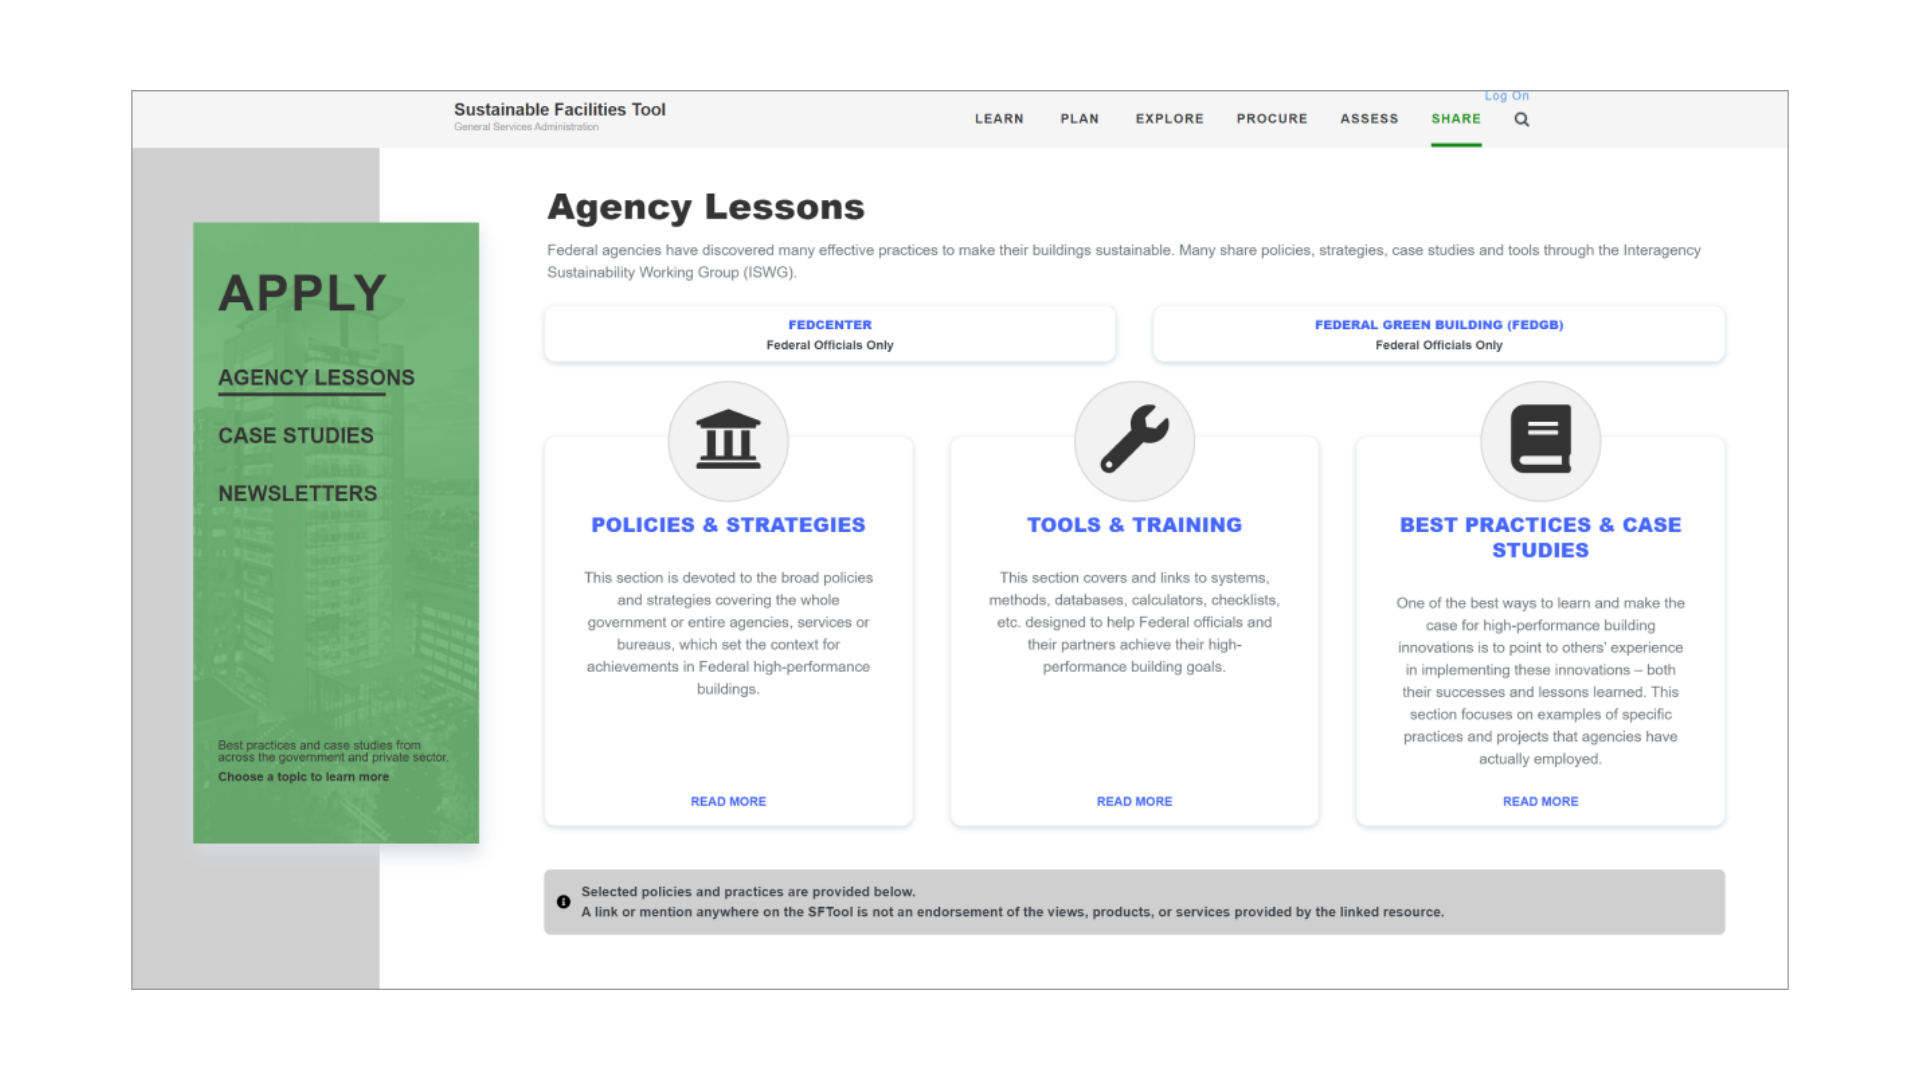 Log On
Sustainable Facilities Tool
General Services Administration
LEARN
PLAN
EXPLORE
PROCURE
ASSESS
SHARE
APPLY
AGENCY LESSONS
CASE STUDIES
NEWSLETTERS
Best practices and case studies from
across the government and private sector.
Choose a topic to learn more
Agency Lessons
Federal agencies have discovered many effective practices to make their buildings sustainable. Many share policies, strategies, case studies and tools through the Interagency
Sustainability Working Group (ISWG).
FEDCENTER
Federal Officials Only
FEDERAL GREEN BUILDING (FEDGB)
Federal Officials Only
POLICIES & STRATEGIES
This section is devoted to the broad policies
and strategies covering the whole
government or entire agencies, services or
bureaus, which set the context for
achievements in Federal high-performance
buildings.
READ MORE
TOOLS & TRAINING
This section covers and links to systems,
methods, databases, calculators, checklists,
etc. designed to help Federal officials and
their partners achieve their high-
performance building goals.
READ MORE
BEST PRACTICES & CASE
STUDIES
One of the best ways to learn and make the
case for high-performance building
innovations is to point to others' experience
in implementing these innovations – both
their successes and lessons learned. This
section focuses on examples of specific
practices and projects that agencies have
actually employed.
READ MORE
Selected policies and practices are provided below.
A link or mention anywhere on the SFTool is not an endorsement of the views, products, or services provided by the linked resource.